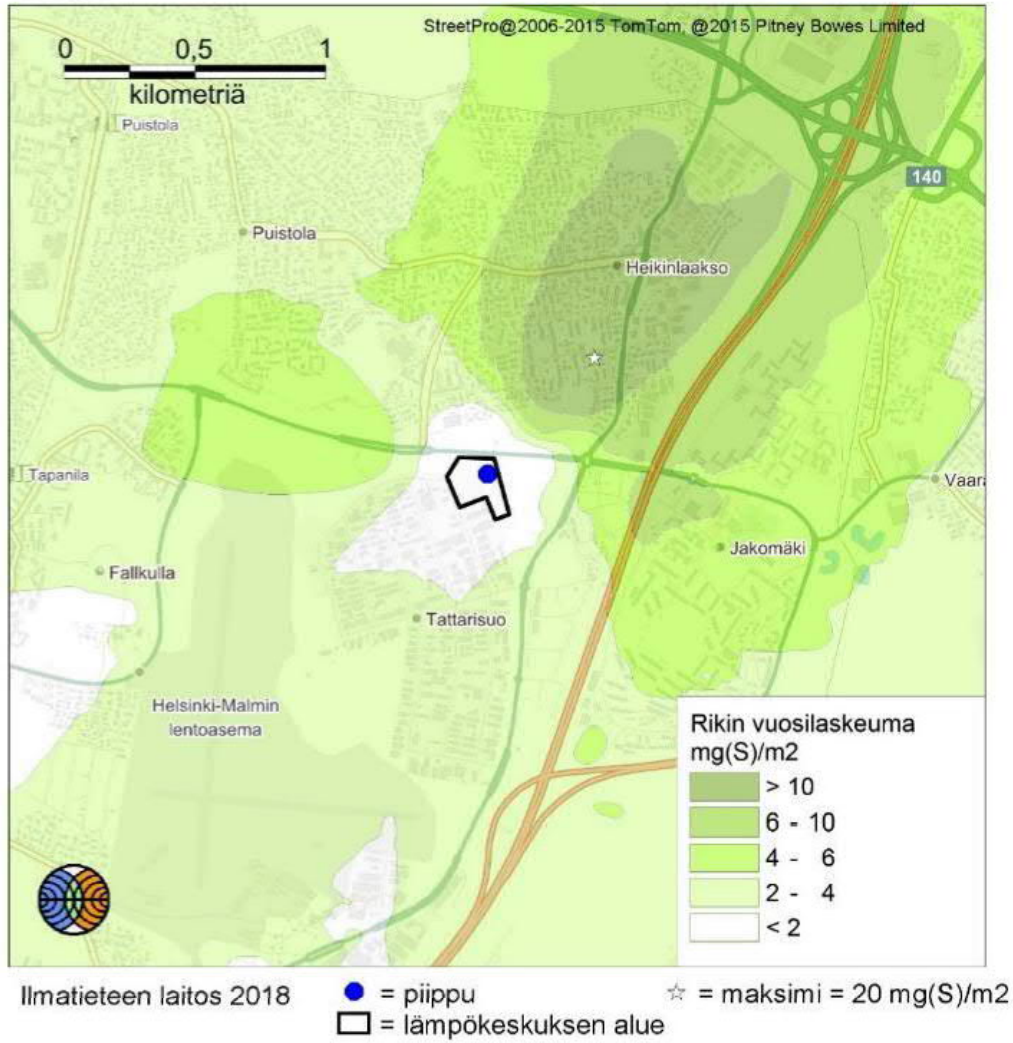 StreetPro@2006-2015 TomTom, @2015 Pitney Bowes Limited
0 0,5 1
kilometriä
Puistola
140
Puistola
Heikinlaakso
Tapanila
Vaara
Jakomäki
Fallkulla
Tattarisuo
Helsinki-Malmin
lentoasema
Rikin vuosilaskeuma
mg(S)/m2
> 10
6 - 10
4 - 6
2 - 4
< 2
Ilmatieteen laitos 2018
= piippu
= maksimi = 20 mg(S)/m2
= lämpökeskuksen alue